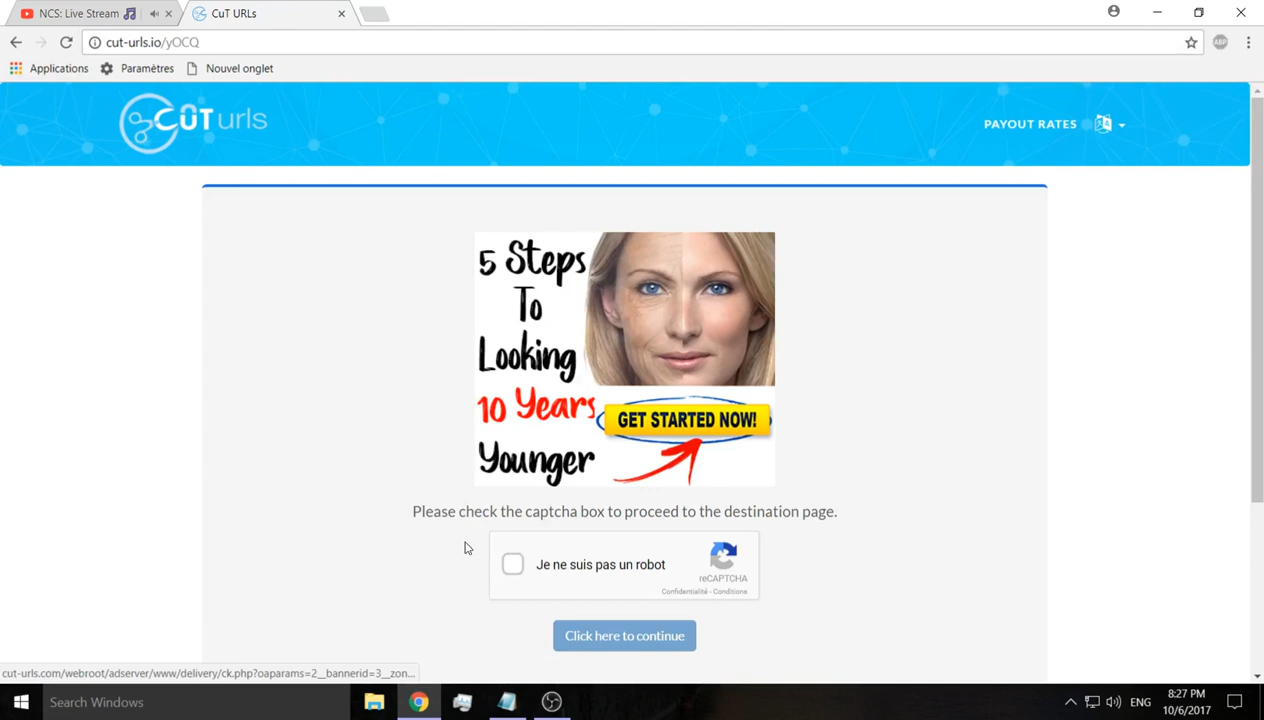 NCS: Live Stream
CuT URLs
cut-urls.io/yOCQ
ABP
Applications
Paramètres
Nouvel onglet
CUT urls
PAYOUT RATES
5 Steps
To
Looking
10 Years
Younger
GET STARTED NOW!
Please check the captcha box to proceed to the destination page.
Je ne suis pas un robot
reCAPTCHA
Confidentialité - Conditions
Click here to continue
cut-urls.com/webroot/adserver/www/delivery/ck.php?oaparams=2__bannerid=3__zon...
Search Windows
ENG
8:27 PM
10/6/2017